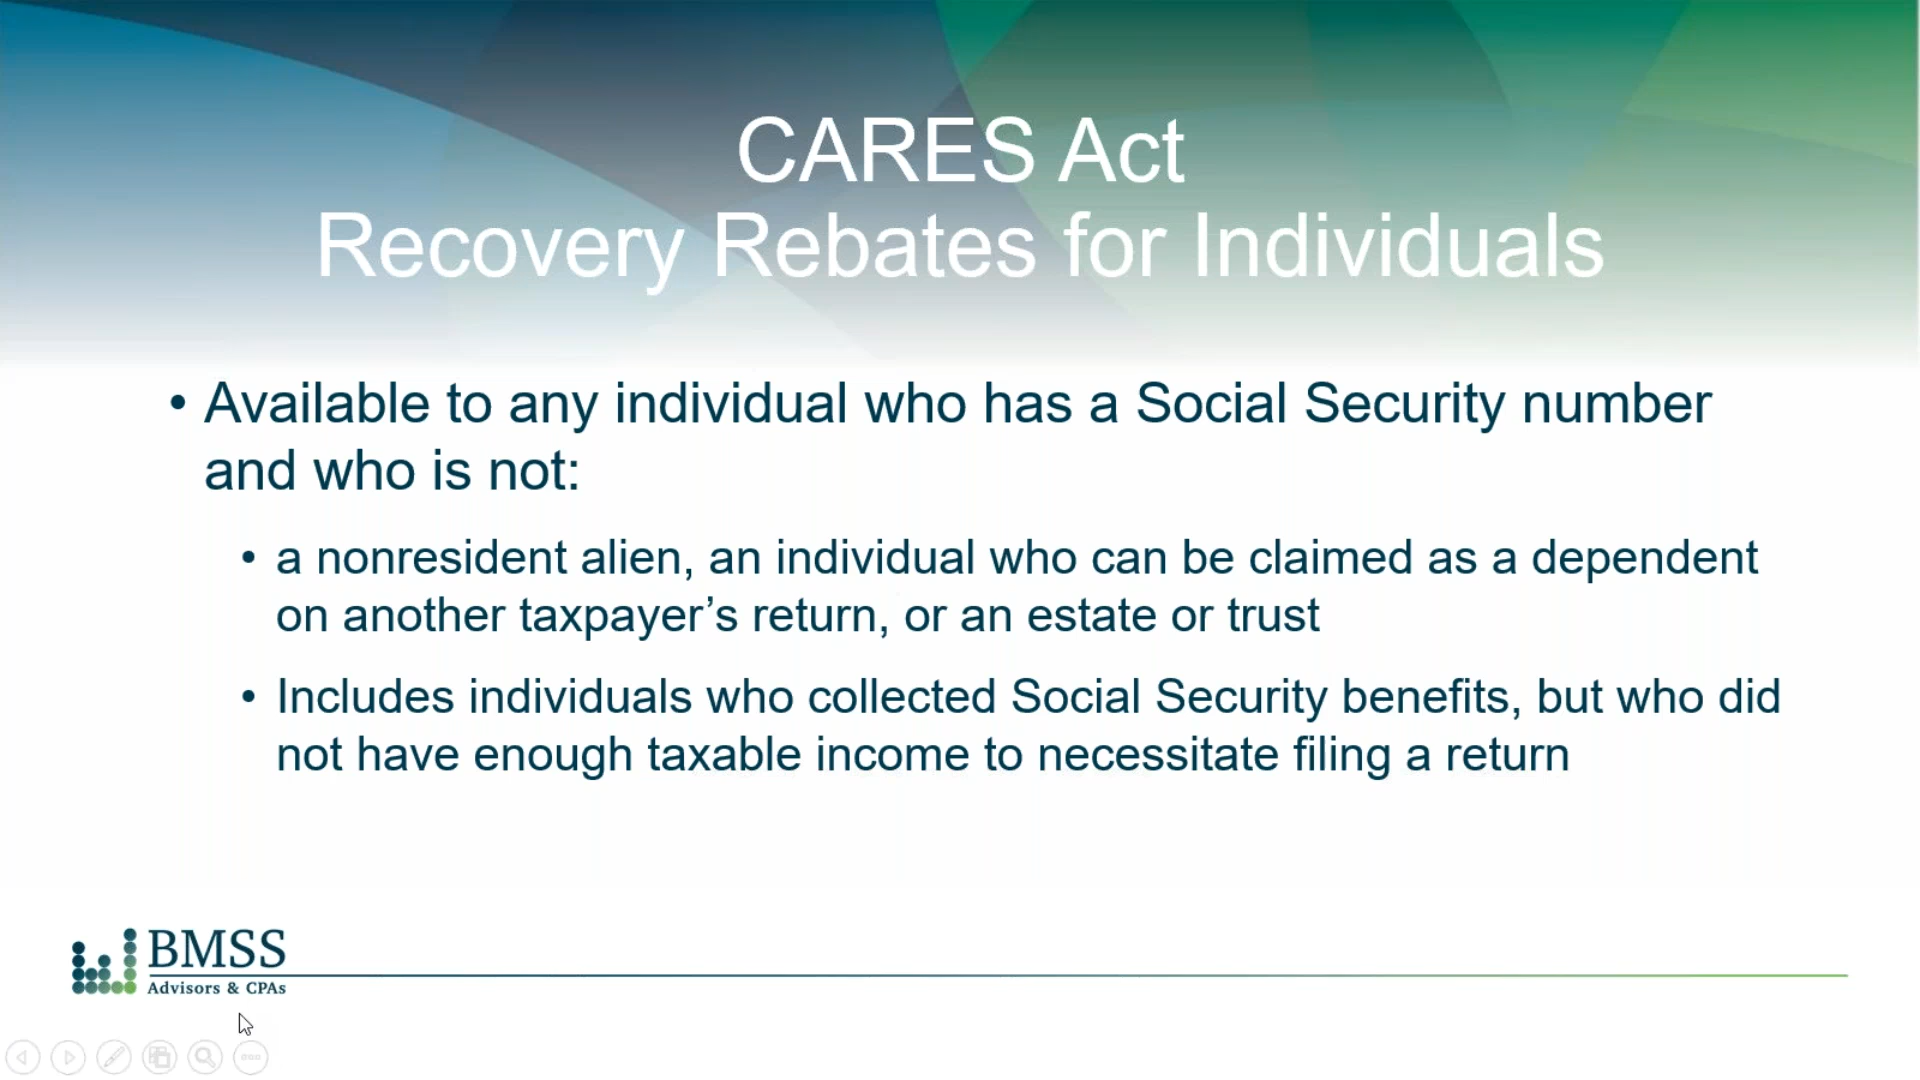 CARES Act
Recovery Rebates for Individuals
• Available to any individual who has a Social Security number
and who is not:
• a nonresident alien, an individual who can be claimed as a dependent
on another taxpayer’s return, or an estate or trust
• Includes individuals who collected Social Security benefits, but who did
not have enough taxable income to necessitate filing a return
BMSS
Advisors & CPAs